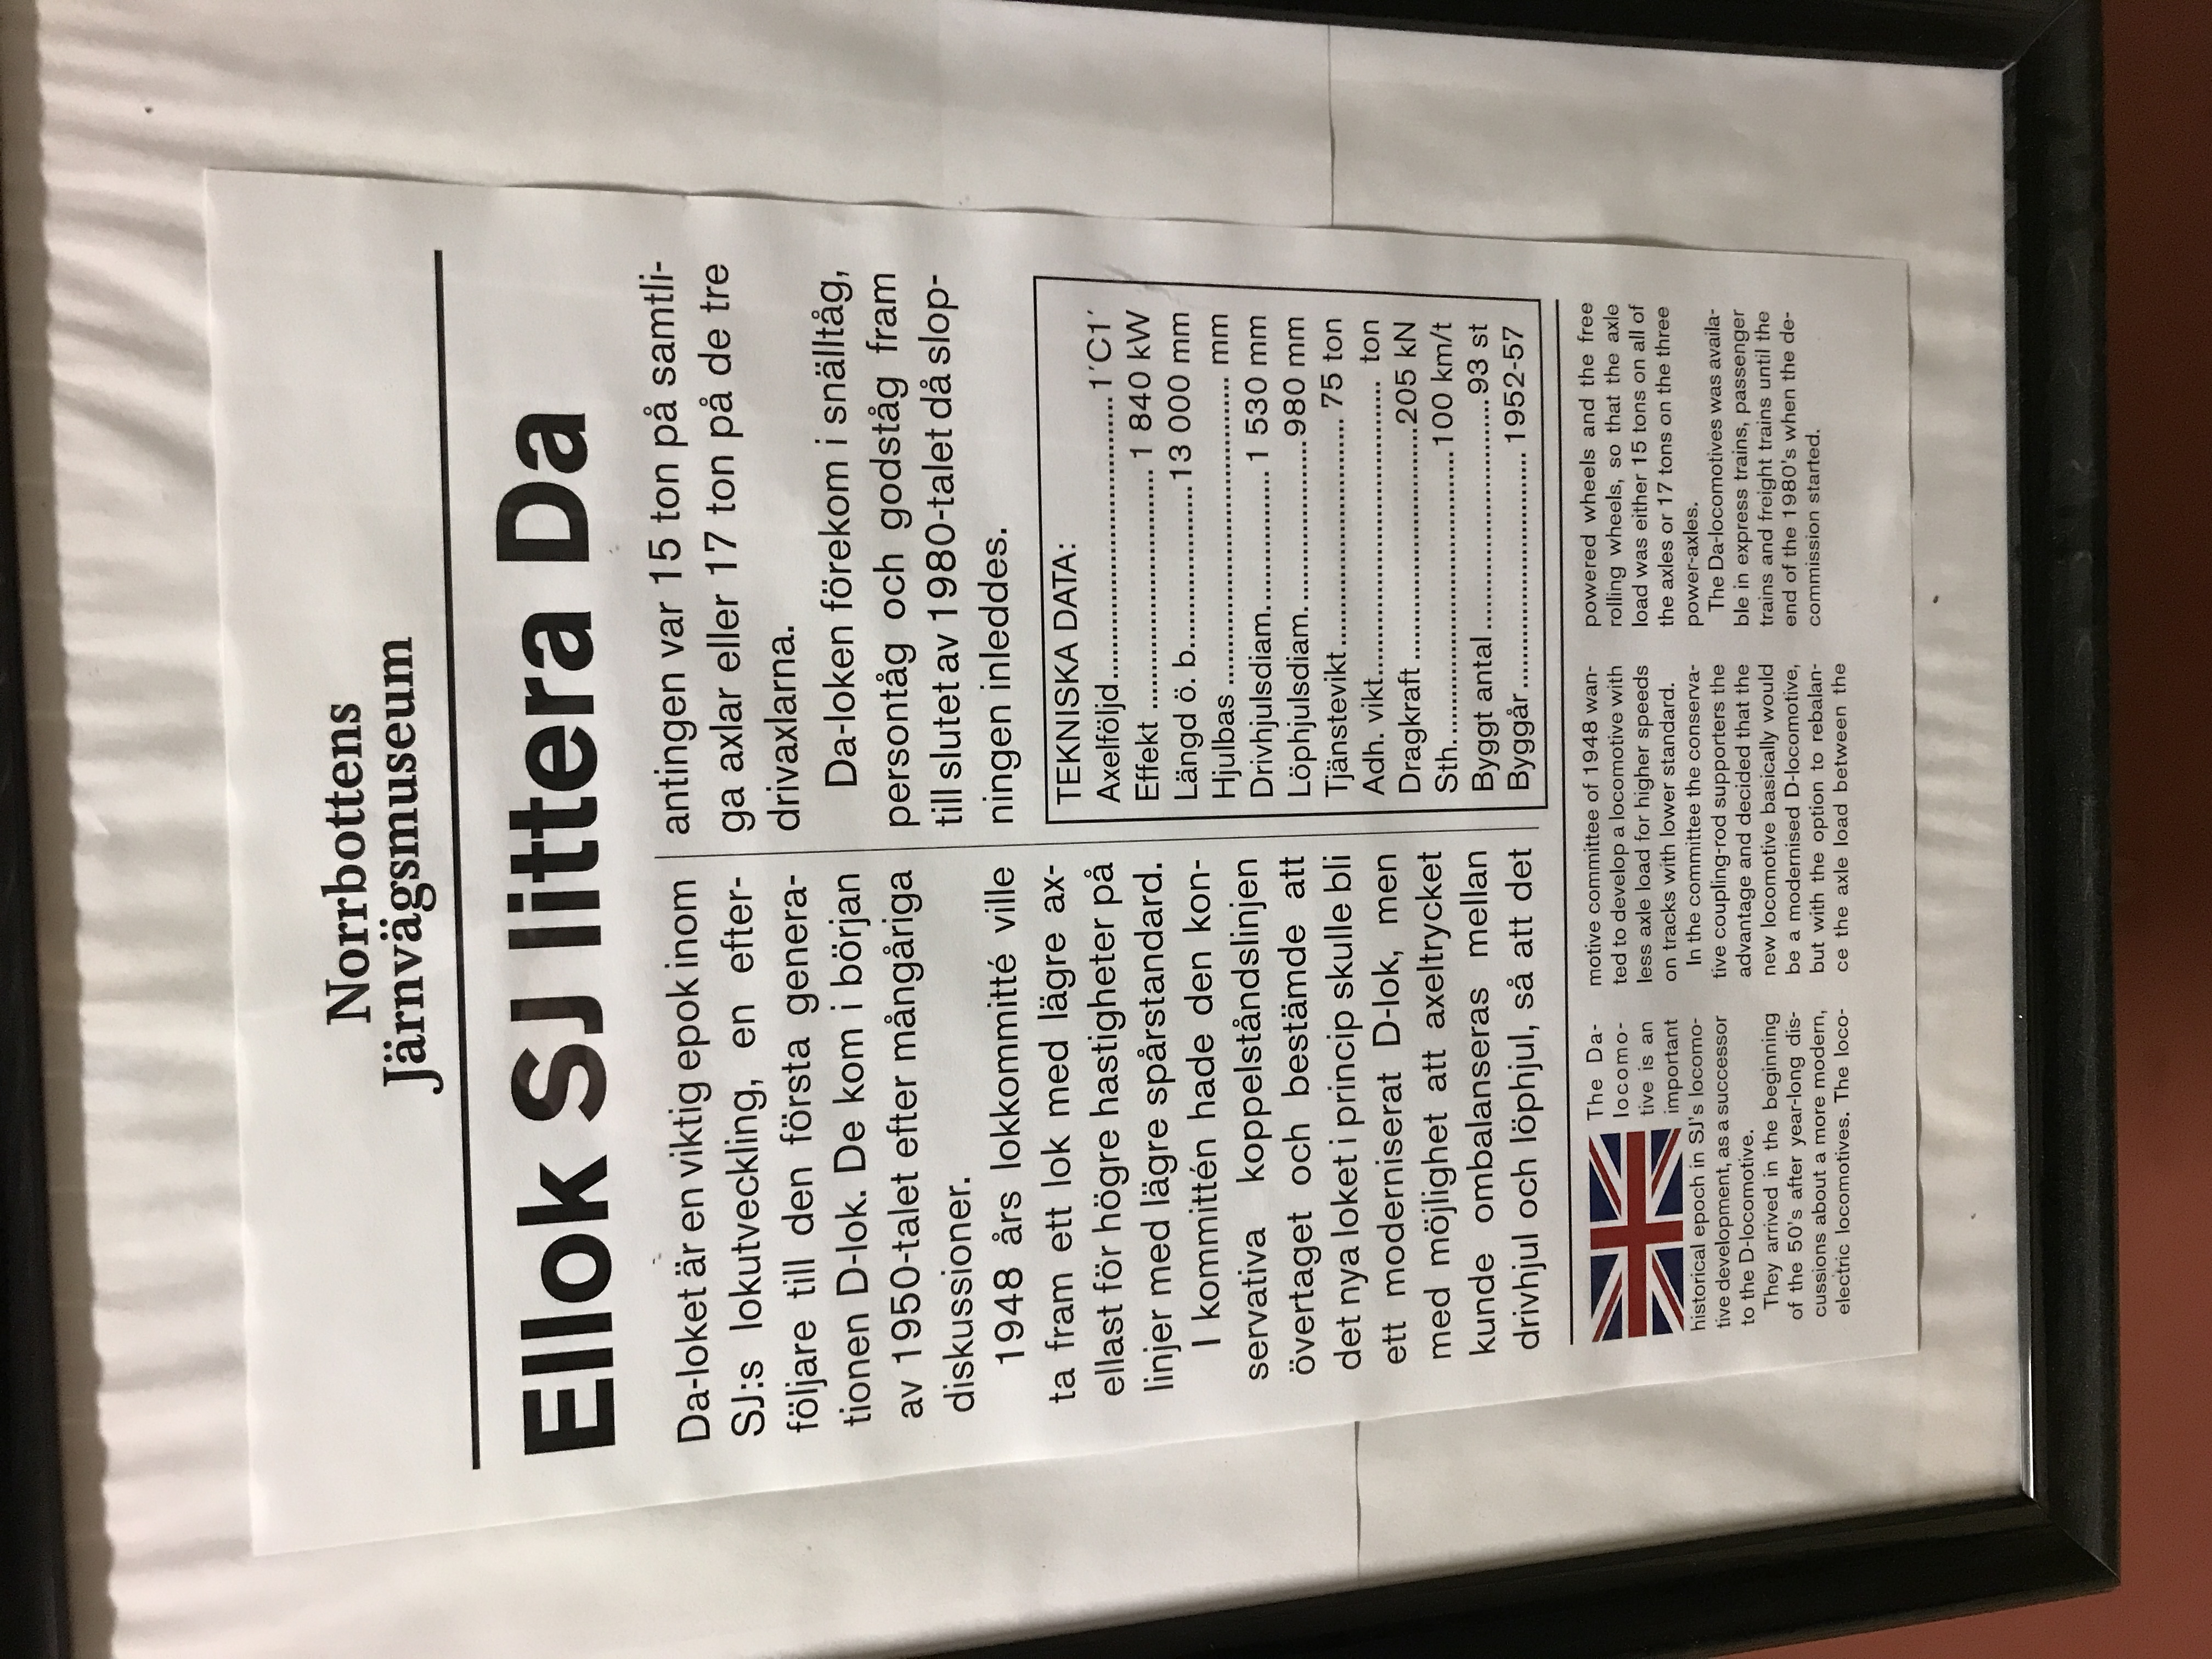 Norrbottens
Järnvägsmuseum
Ellok SJ littera Da
Da-loket är en viktig epok inom
SJ:s lokutveckling, en efter-
följare till den första genera-
tionen D-lok. De kom i början
av 1950-talet efter mångåriga
diskussioner.
1948 års lokkommitté ville
ta fram ett lok med lägre ax-
ellast för högre hastigheter på
linjer med lägre spårstandard.
I kommittén hade den kon-
servativa koppelståndslinjen
övertaget och bestämde att
det nya loket i princip skulle bli
ett moderniserat D-lok, men
med möjlighet att axeltrycket
kunde ombalanseras mellan
drivhjul och löphjul, så att det
antingen var 15 ton på samtli-
ga axlar eller 17 ton på de tre
drivaxlarna.
Da-loken förekom i snälltåg,
persontåg och godståg fram
till slutet av 1980-talet då slop-
ningen inleddes.
TEKNISKA DATA:
Axelföljd..............................1´C1´
Effekt ........................... 1 840 kW
Längd ö. b..................13 000 mm
Hjulbas ................................. mm
Drivhjulsdiam............... 1 530 mm
Löphjulsdiam..................980 mm
Tjänstevikt........................ 75 ton
Adh. vikt............................... ton
Dragkraft .........................205 kN
Sth.............................. 100 km/t
Byggt antal ........................93 st
Byggår......................... 1952-57
The Da-
locomo-
tive is an
important
historical epoch in SJ's locomo-
tive development, as a successor
to the D-locomotive.
They arrived in the beginning
of the 50's after year-long dis-
cussions about a more modern,
electric locomotives. The loco-
motive committee of 1948 wan-
ted to develop a locomotive with
less axle load for higher speeds
on tracks with lower standard.
In the committee the conserva-
tive coupling-rod supporters the
advantage and decided that the
new locomotive basically would
be a modernised D-locomotive,
but with the option to rebalan-
ce the axle load between the
powered wheels and the free
rolling wheels, so that the axle
load was either 15 tons on all of
the axles or 17 tons on the three
power-axles.
The Da-locomotives was availa-
ble in express trains, passenger
trains and freight trains until the
end of the 1980's when the de-
commission started.